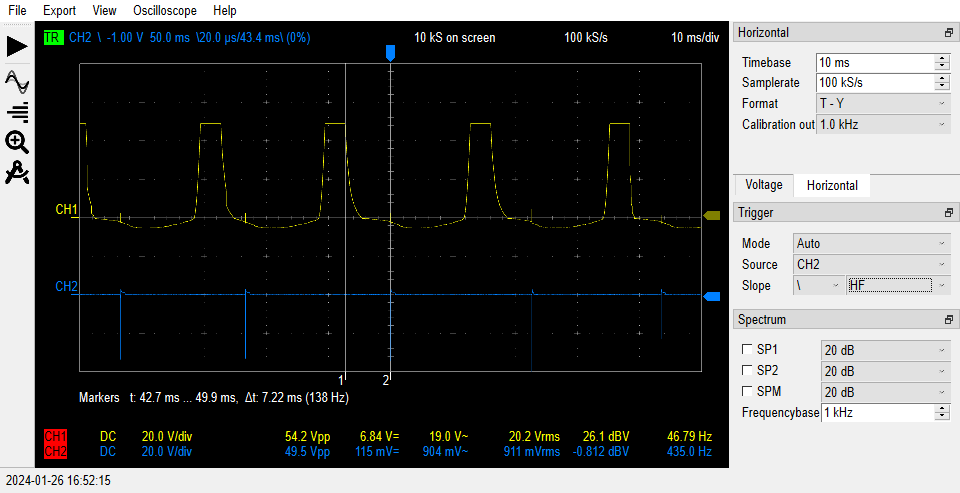 File Export View Oscilloscope Help
TR CH2 \ -1.00 V 50.0 ms \20.0 µs/43.4 ms\ (0%) 10 kS on screen 100 kS/s 10 ms/div
CH1
CH2
1 2
Markers t: 42.7 ms ... 49.9 ms, Δt: 7.22 ms (138 Hz)
CH1 DC 20.0 V/div 54.2 Vpp 6.84 V= 19.0 V~ 20.2 Vrms 26.1 dBV 46.79 Hz
CH2 DC 20.0 V/div 49.5 Vpp 115 mV= 904 mV~ 911 mVrms -0.812 dBV 435.0 Hz
Horizontal
Timebase 10 ms
Samplerate 100 kS/s
Format T - Y
Calibration out 1.0 kHz
Voltage Horizontal
Trigger
Mode Auto
Source CH2
Slope \ HF
Spectrum
SP1 20 dB
SP2 20 dB
SPM 20 dB
Frequencybase 1 kHz
2024-01-26 16:52:15